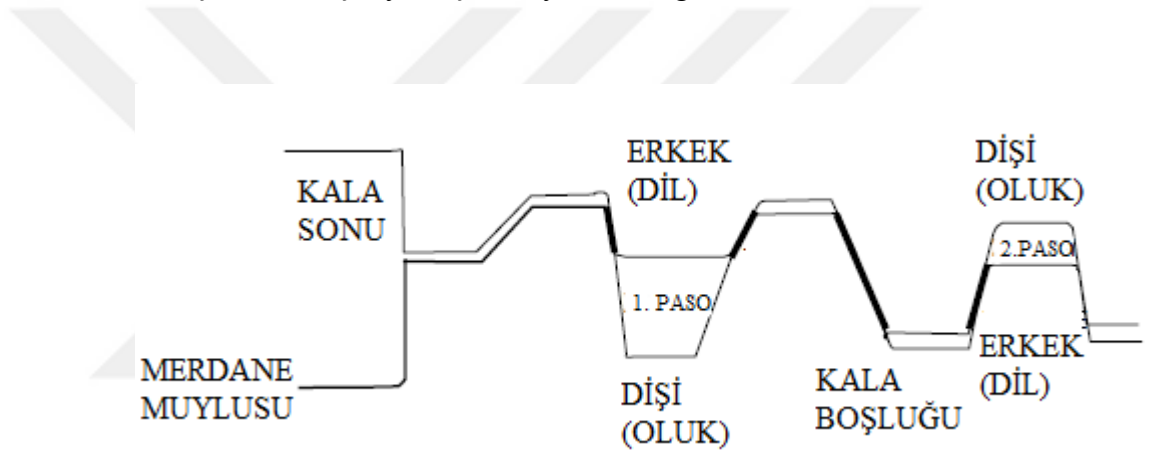 ERKEK
(DİL)
DİŞİ
(OLUK)
KALA
SONU
2.PASO
1. PASO
MERDANE
MUYLUSU
DİŞİ
(OLUK)
KALA
BOŞLUĞU
ERKEK
(DİL)